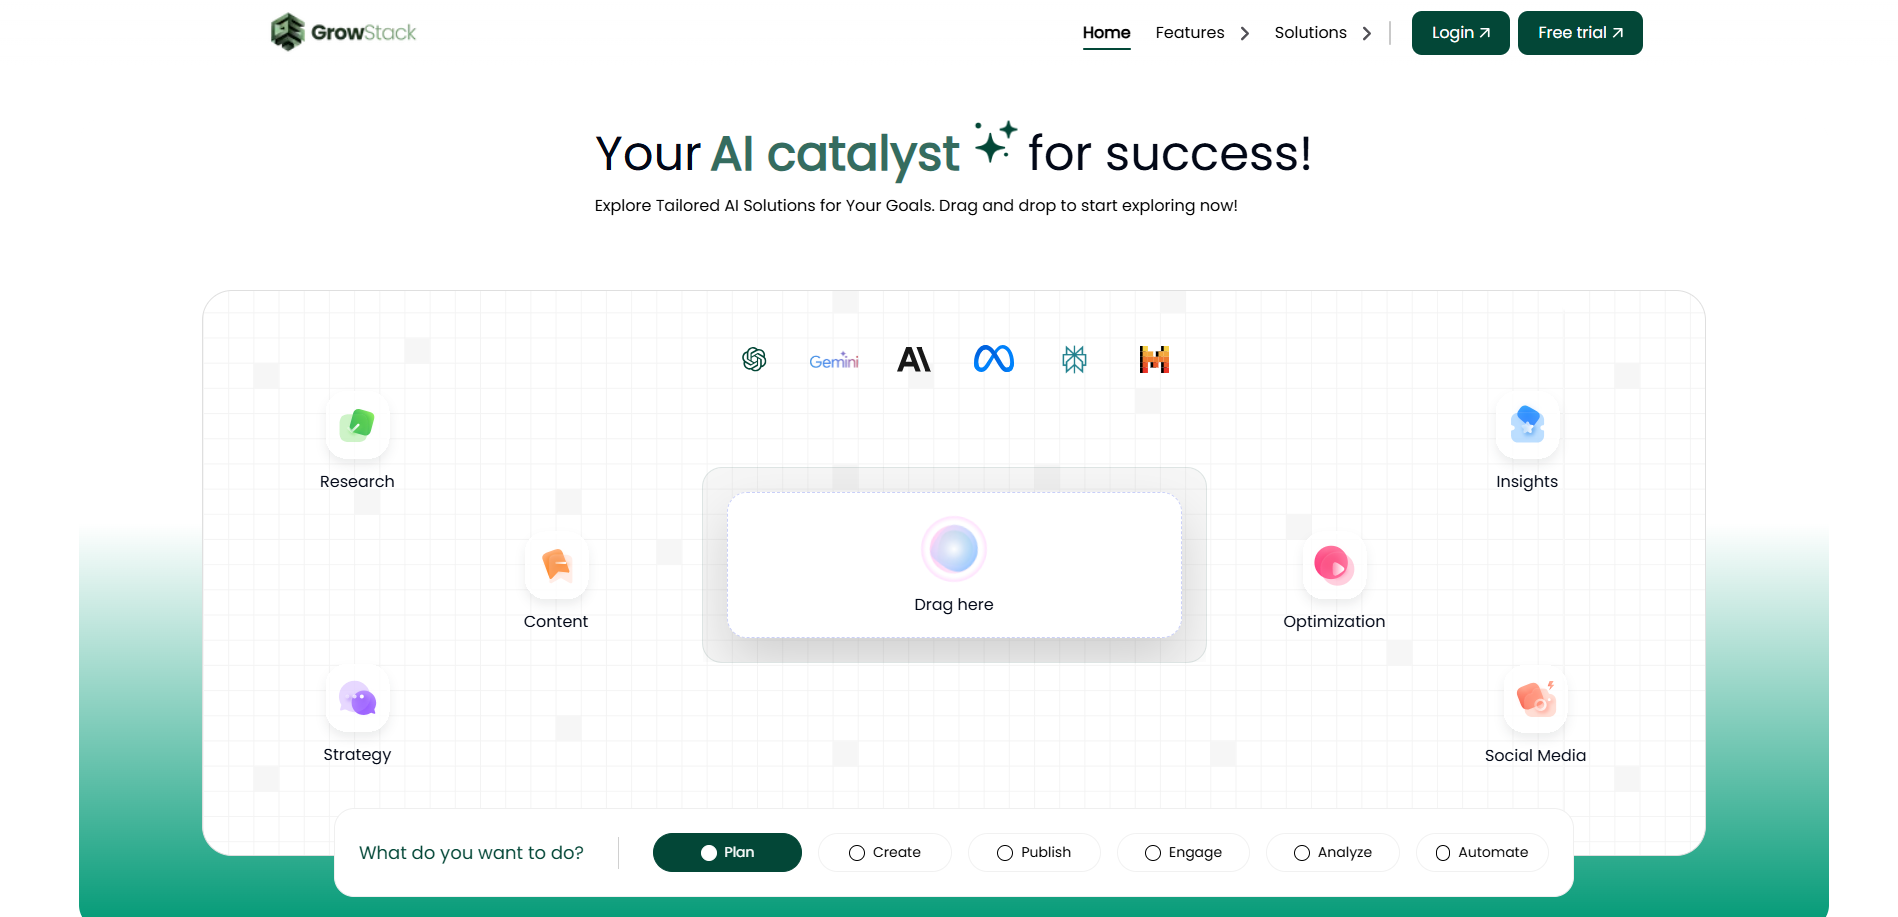 GrowStack
Home Features Solutions Login Free trial
Your AI catalyst for success!
Explore Tailored AI Solutions for Your Goals. Drag and drop to start exploring now!
Gemini
Research
Insights
Content
Drag here
Optimization
Strategy
Social Media
What do you want to do? Plan Create Publish Engage Analyze Automate